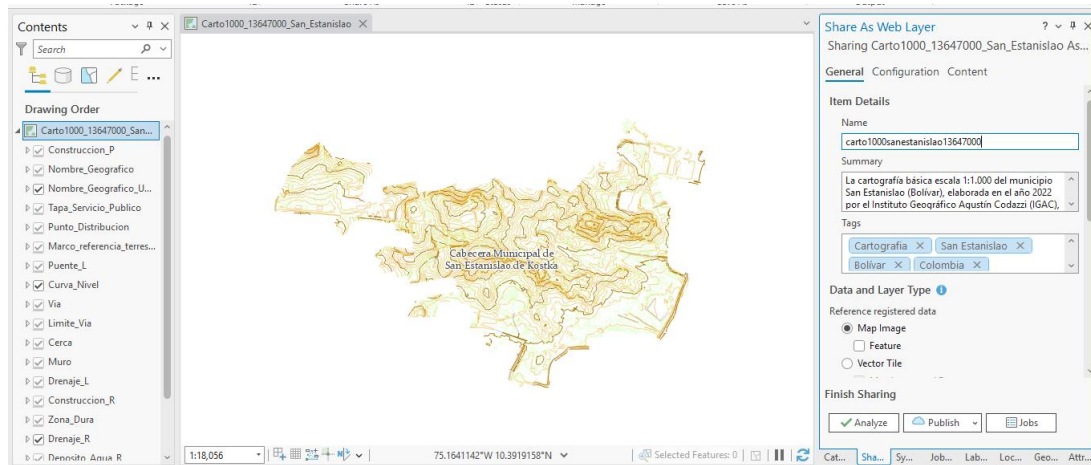 Contents
Search
Drawing Order
Carto1000_13647000_San...
Construccion_P
Nombre_Geografico
Nombre_Geografico_U...
Tapa_Servicio_Publico
Punto_Distribucion
Marco_referencia_terres...
Puente_L
Curva_Nivel
Via
Limite_Via
Cerca
Muro
Drenaje_L
Construccion_R
Zona_Dura
Drenaje_R
Deposito_Agua_R
Carto1000_13647000_San_Estanislao
Cabecera Municipal de
San Estanislao de Kostka
1:18,056
75.1641142°W 10.3919158°N
Selected Features: 0
Share As Web Layer
Sharing Carto1000_13647000_San_Estanislao As...
General Configuration Content
Item Details
Name
carto1000sanestanislao13647000
Summary
La cartografía básica escala 1:1.000 del municipio
San Estanislao (Bolívar), elaborada en el año 2022
por el Instituto Geográfico Agustín Codazzi (IGAC),
Tags
Cartografia San Estanislao
Bolívar Colombia
Data and Layer Type
Reference registered data
Map Image
Feature
Vector Tile
Finish Sharing
Analyze Publish Jobs
Cat... Sha... Sy... Job... Lab... Loc... Geo... Attr...